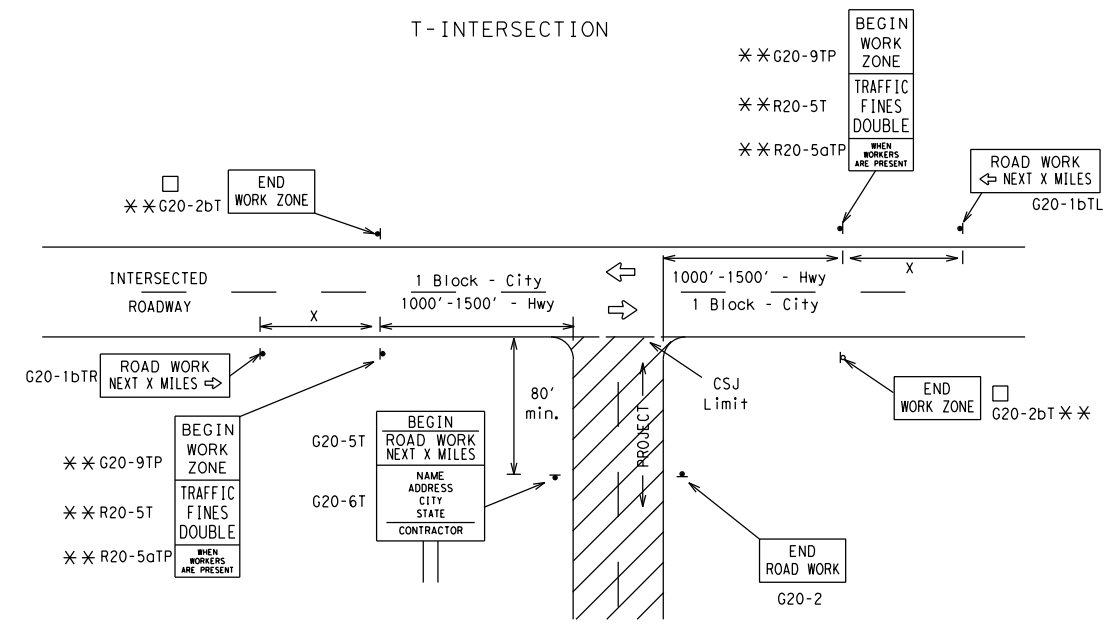 T-INTERSECTION
BEGIN
WORK
ZONE
TRAFFIC
FINES
DOUBLE
WHEN
WORKERS
ARE PRESENT
**G20-9TP
**R20-5T
**R20-5aTP
ROAD WORK
⇦ NEXT X MILES
G20-1bTL
END
WORK ZONE
□
**G20-2bT
INTERSECTED
ROADWAY
1 Block - City
1000'-1500' - Hwy
1000'-1500' - Hwy
1 Block - City
X
X
G20-1bTR
ROAD WORK
NEXT X MILES ⇨
80'
min.
PROJECT
CSJ
Limit
END
WORK ZONE
□
G20-2bT **
**G20-9TP
**R20-5T
**R20-5aTP
BEGIN
WORK
ZONE
TRAFFIC
FINES
DOUBLE
WHEN
WORKERS
ARE PRESENT
G20-5T
G20-6T
BEGIN
ROAD WORK
NEXT X MILES
NAME
ADDRESS
CITY
STATE
CONTRACTOR
END
ROAD WORK
G20-2